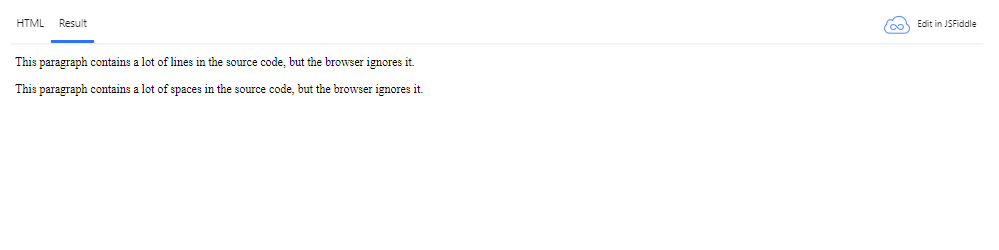 HTML Result Edit in JSFiddle
This paragraph contains a lot of lines in the source code, but the browser ignores it.
This paragraph contains a lot of spaces in the source code, but the browser ignores it.